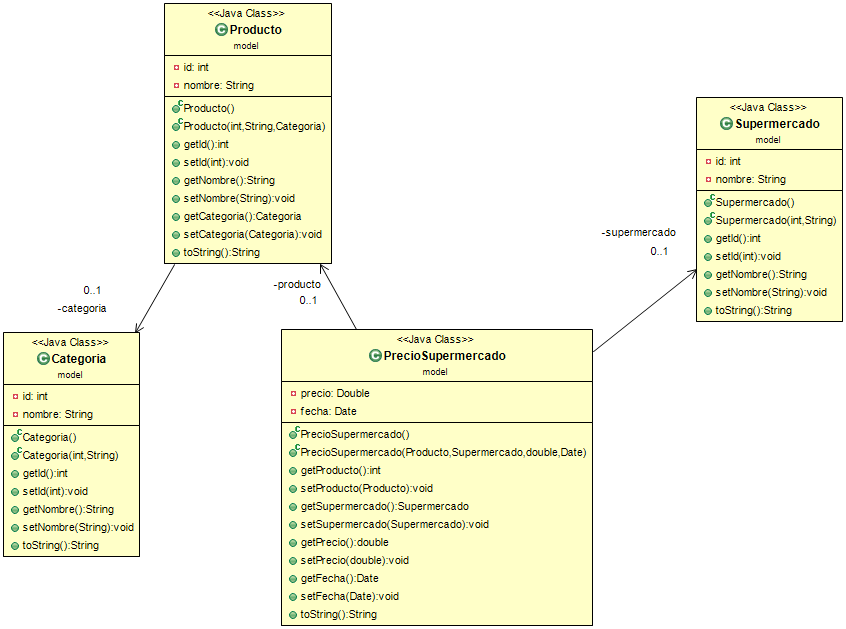 <<Java Class>>
Producto
model
id: int
nombre: String
Producto()
Producto(int,String,Categoria)
getId():int
setId(int):void
getNombre():String
setNombre(String):void
getCategoria():Categoria
setCategoria(Categoria):void
toString():String
<<Java Class>>
Supermercado
model
id: int
nombre: String
Supermercado()
Supermercado(int,String)
getId():int
setId(int):void
getNombre():String
setNombre(String):void
toString():String
-supermercado
0..1
-producto
0..1
0..1
-categoria
<<Java Class>>
Categoria
model
id: int
nombre: String
Categoria()
Categoria(int,String)
getId():int
setId(int):void
getNombre():String
setNombre(String):void
toString():String
<<Java Class>>
PrecioSupermercado
model
precio: Double
fecha: Date
PrecioSupermercado()
PrecioSupermercado(Producto,Supermercado,double,Date)
getProducto():int
setProducto(Producto):void
getSupermercado():Supermercado
setSupermercado(Supermercado):void
getPrecio():double
setPrecio(double):void
getFecha():Date
setFecha(Date):void
toString():String